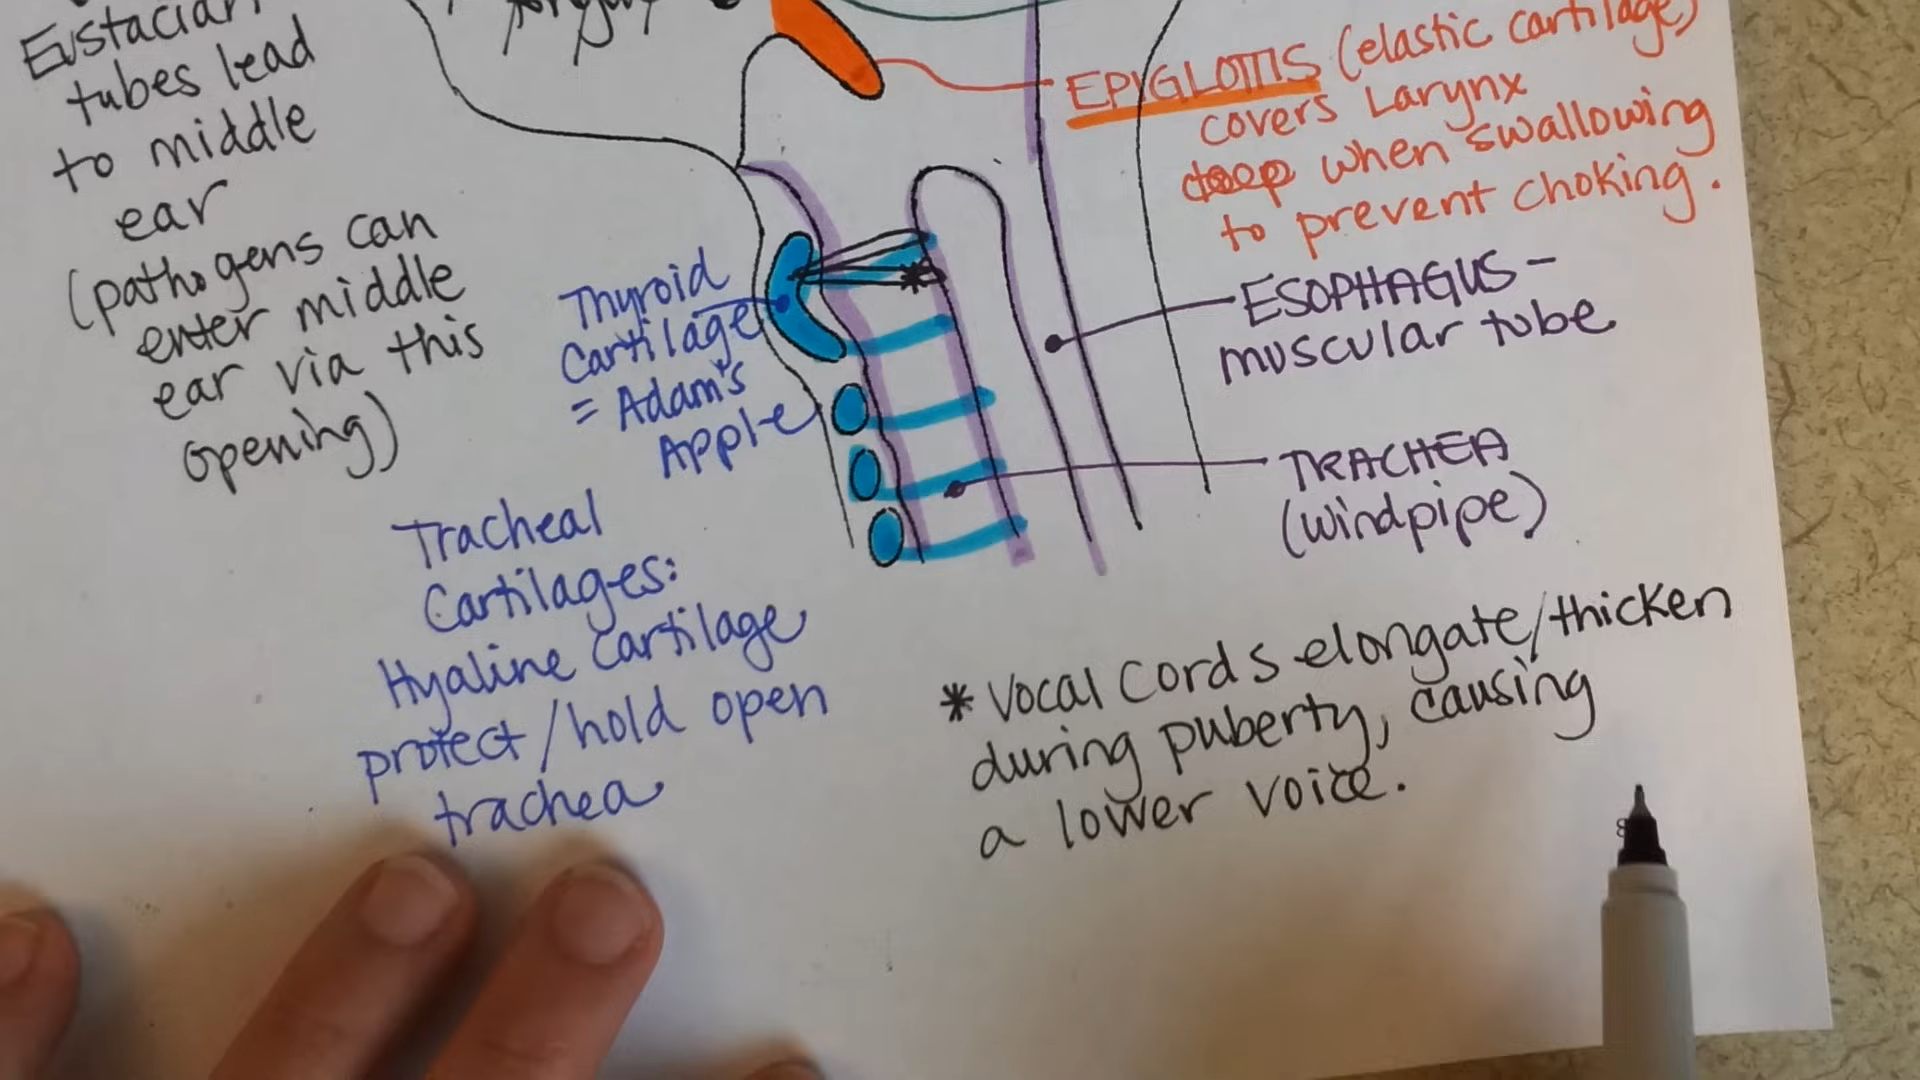 Eustacian
tubes lead
to middle
ear
(pathogens can
enter middle
ear via this
opening)
EPIGLOTTIS (elastic cartilage)
covers Larynx
when swallowing
to prevent choking.
Thyroid
Cartilage
= Adam's
Apple
ESOPHAGUS-
muscular tube
TRACHEA
(windpipe)
Tracheal
Cartilages:
Hyaline Cartilage
protect/hold open
trachea
* Vocal Cords elongate/thicken
during puberty, causing
a lower voice.